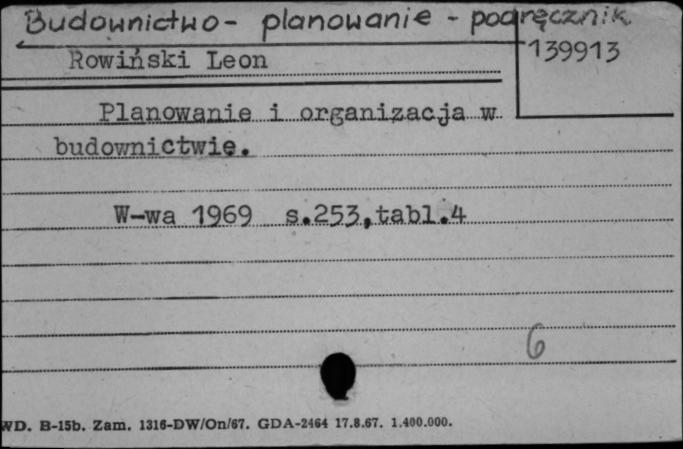 Budownictwo - planowanie - podręcznik
139913
Rowiński Leon
Planowanie i organizacja w
budownictwie.
W-wa 1969 s.253,tabl.4
6
WD. B-15b. Zam. 1316-DW/On/67. GDA-2464 17.8.67. 1.400.000.